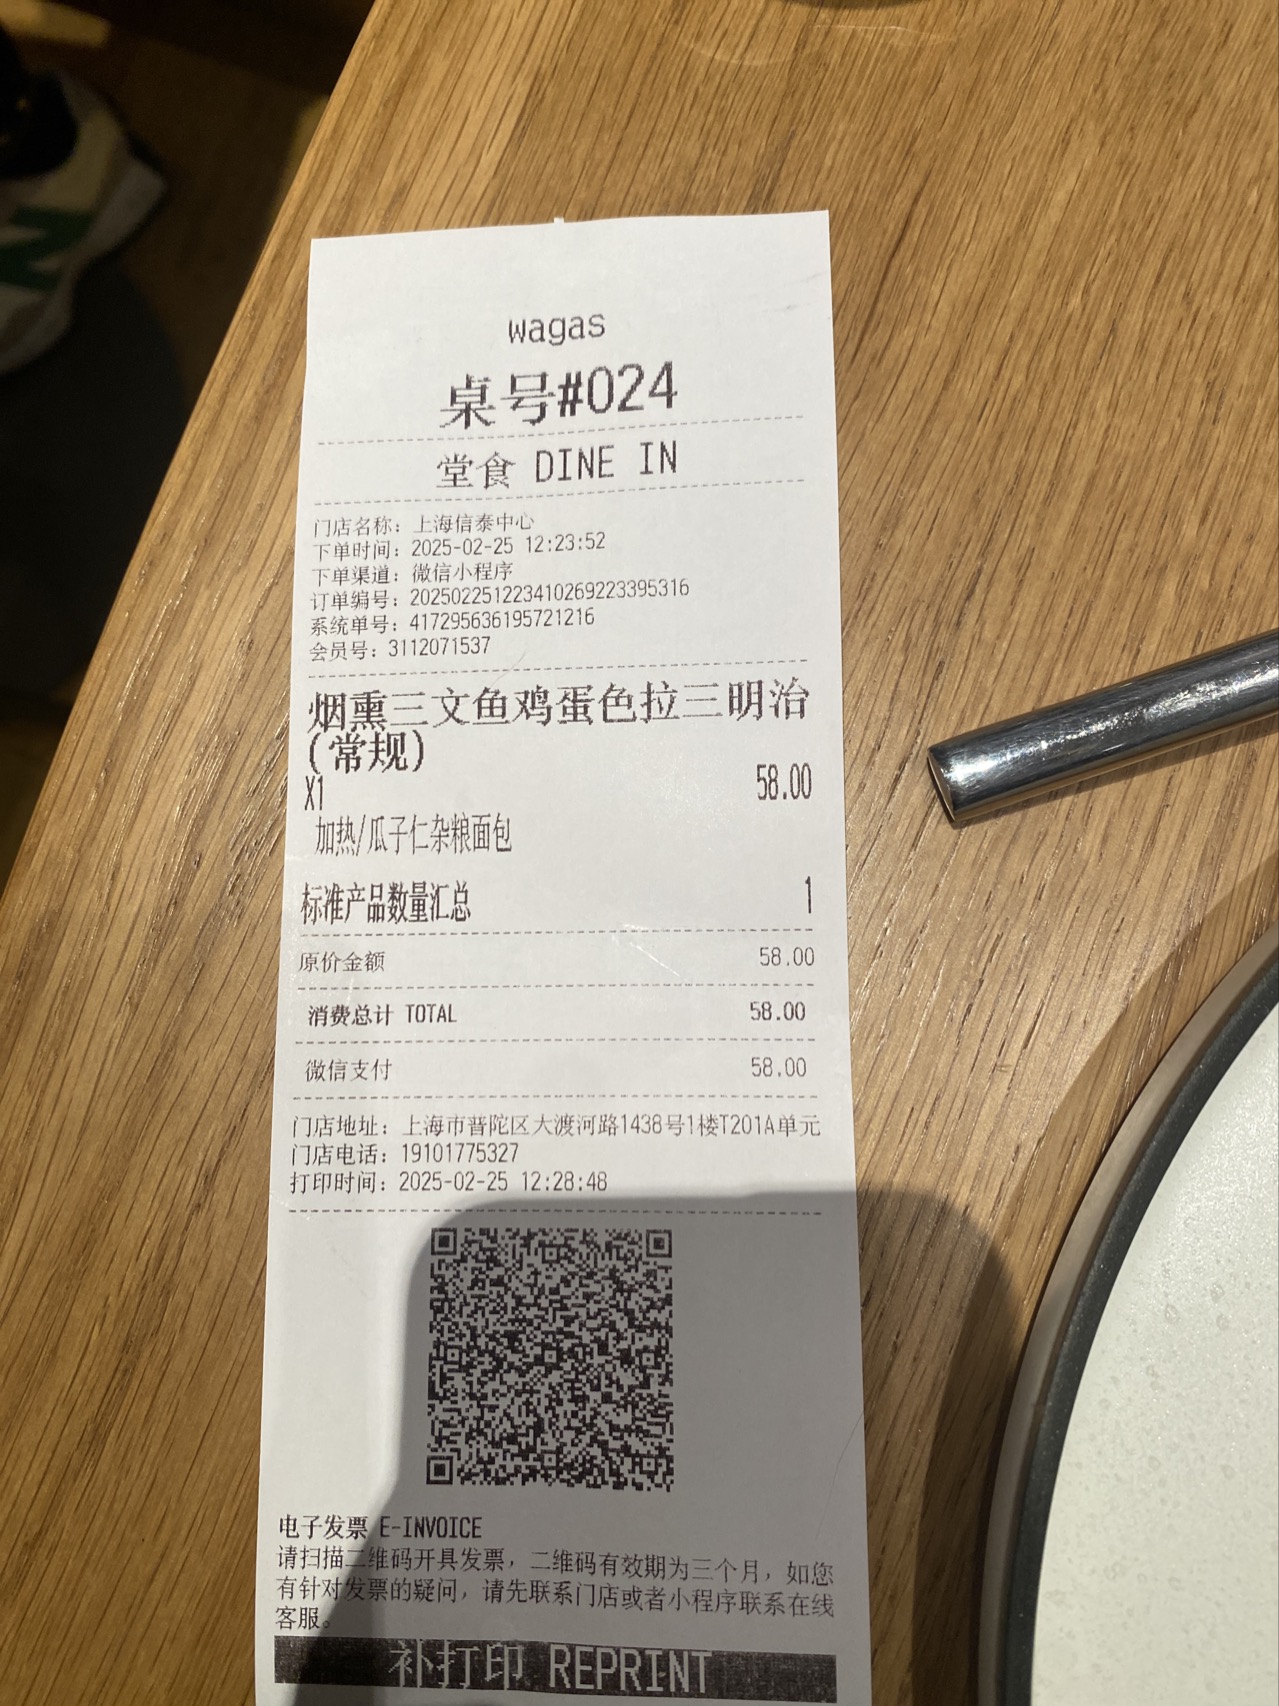 wagas
桌号#024
堂食 DINE IN
门店名称：上海信泰中心
下单时间：2025-02-25 12:23:52
下单渠道：微信小程序
订单编号：202502251223410269223395316
系统单号：417295636195721216
会员号：3112071537
烟熏三文鱼鸡蛋色拉三明治
(常规)
X1 58.00
加热/瓜子仁杂粮面包
标准产品数量汇总 1
原价金额 58.00
消费总计 TOTAL 58.00
微信支付 58.00
门店地址：上海市普陀区大渡河路1438号1楼T201A单元
门店电话：19101775327
打印时间：2025-02-25 12:28:48
电子发票 E-INVOICE
请扫描二维码开具发票，二维码有效期为三个月，如您
有针对发票的疑问，请先联系门店或者小程序联系在线
客服。
补打印 REPRINT